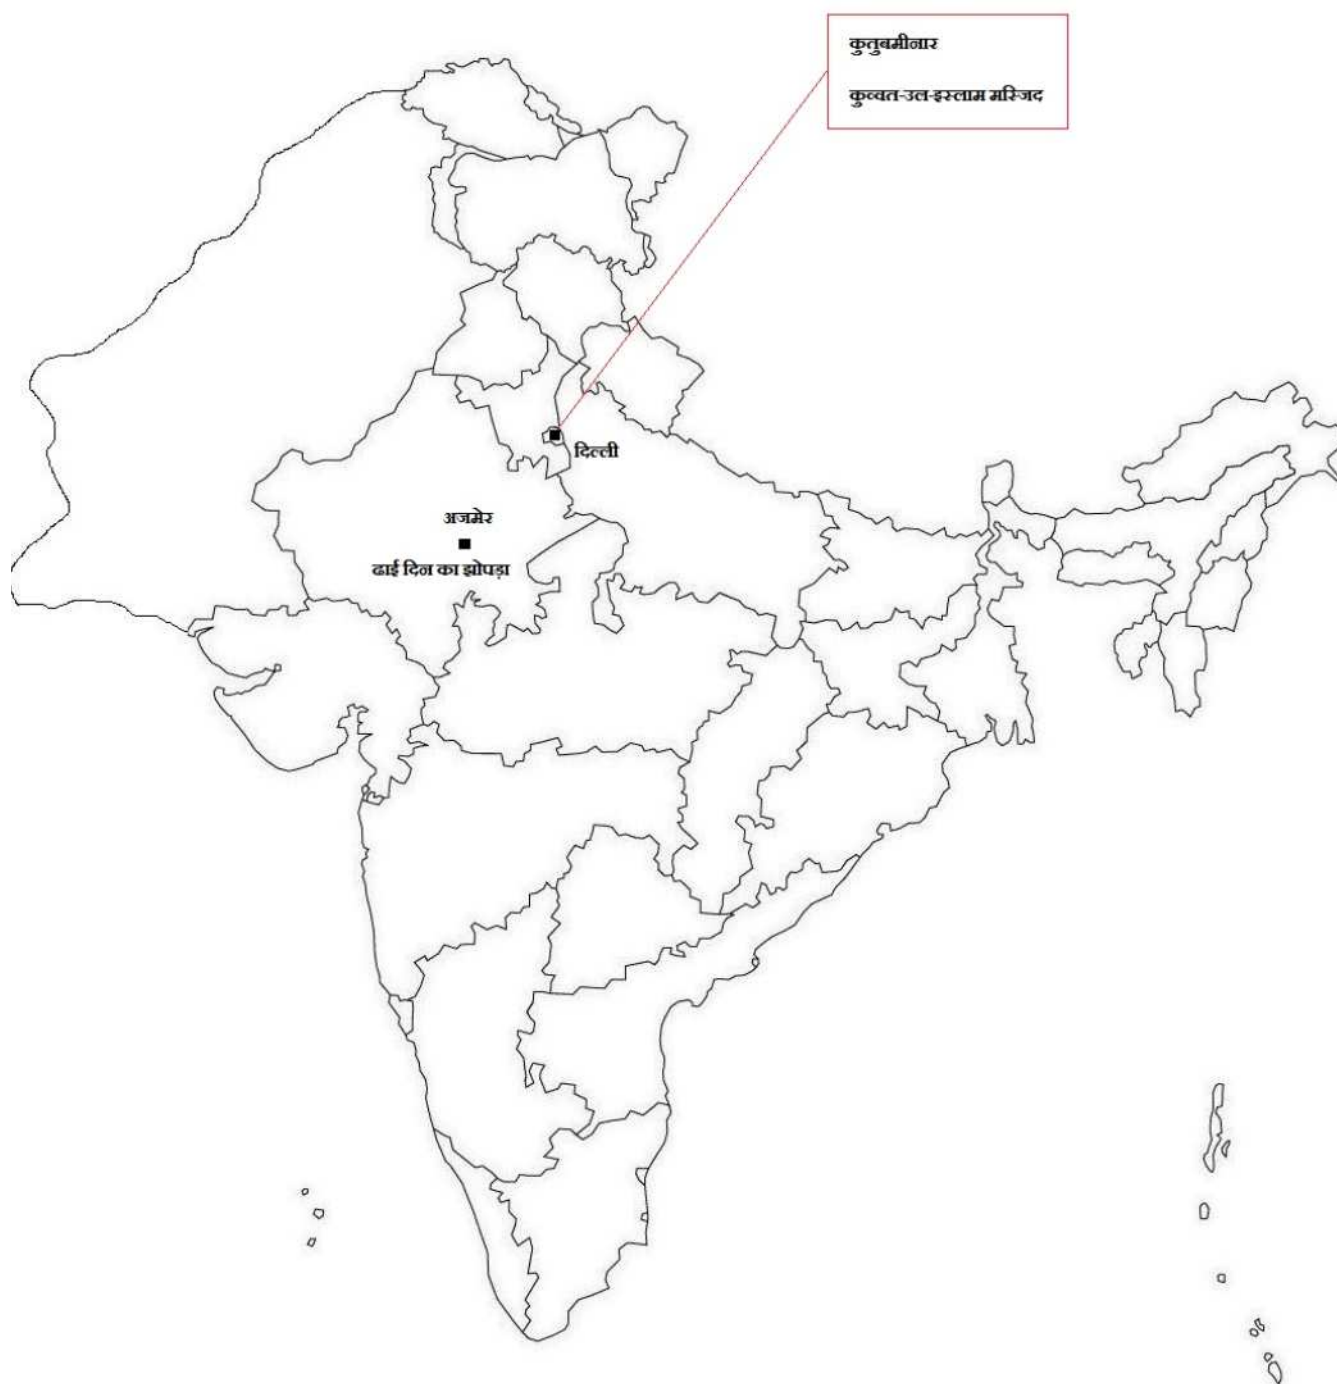 कुतुबमीनार
कुव्वत-उल-इस्लाम मस्जिद
दिल्ली
अजमेर
ढाई दिन का झोपड़ा